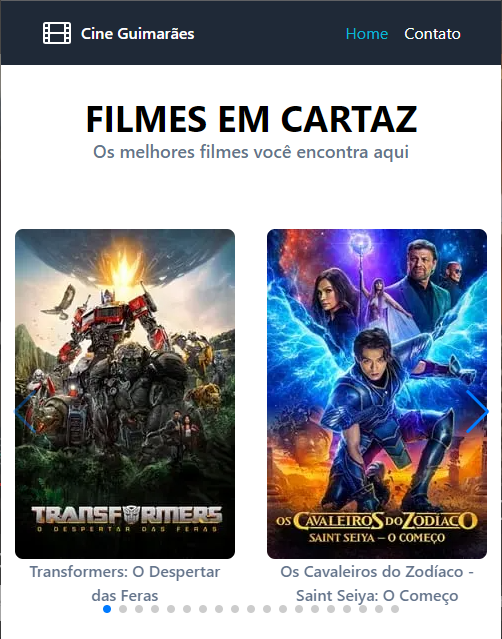 Cine Guimarães
Home Contato
FILMES EM CARTAZ
Os melhores filmes você encontra aqui
TRANSFORMERS
O DESPERTAR DAS FERAS
OS CAVALEIROS DO ZODÍACO
SAINT SEIYA – O COMEÇO
Transformers: O Despertar
das Feras
Os Cavaleiros do Zodíaco -
Saint Seiya: O Começo